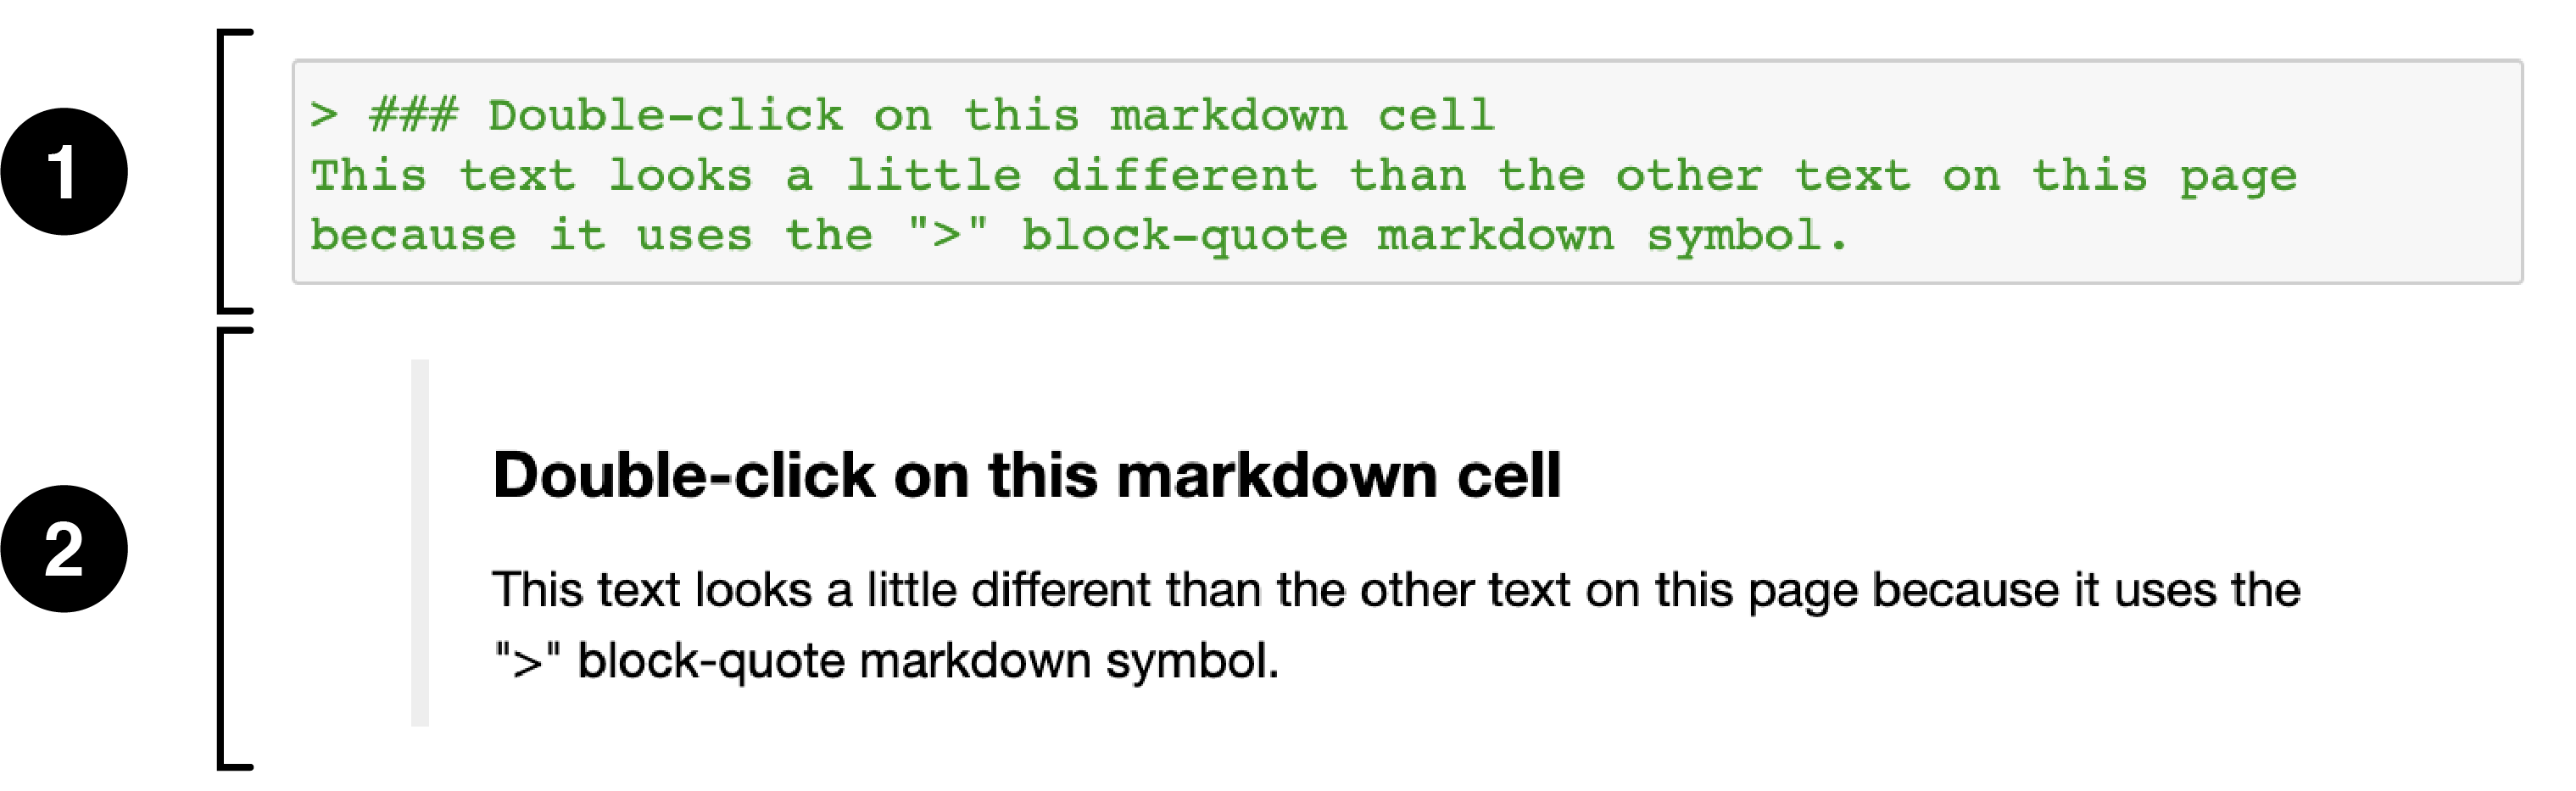 1
> ### Double-click on this markdown cell
This text looks a little different than the other text on this page
because it uses the ">" block-quote markdown symbol.
2
Double-click on this markdown cell
This text looks a little different than the other text on this page because it uses the
">" block-quote markdown symbol.